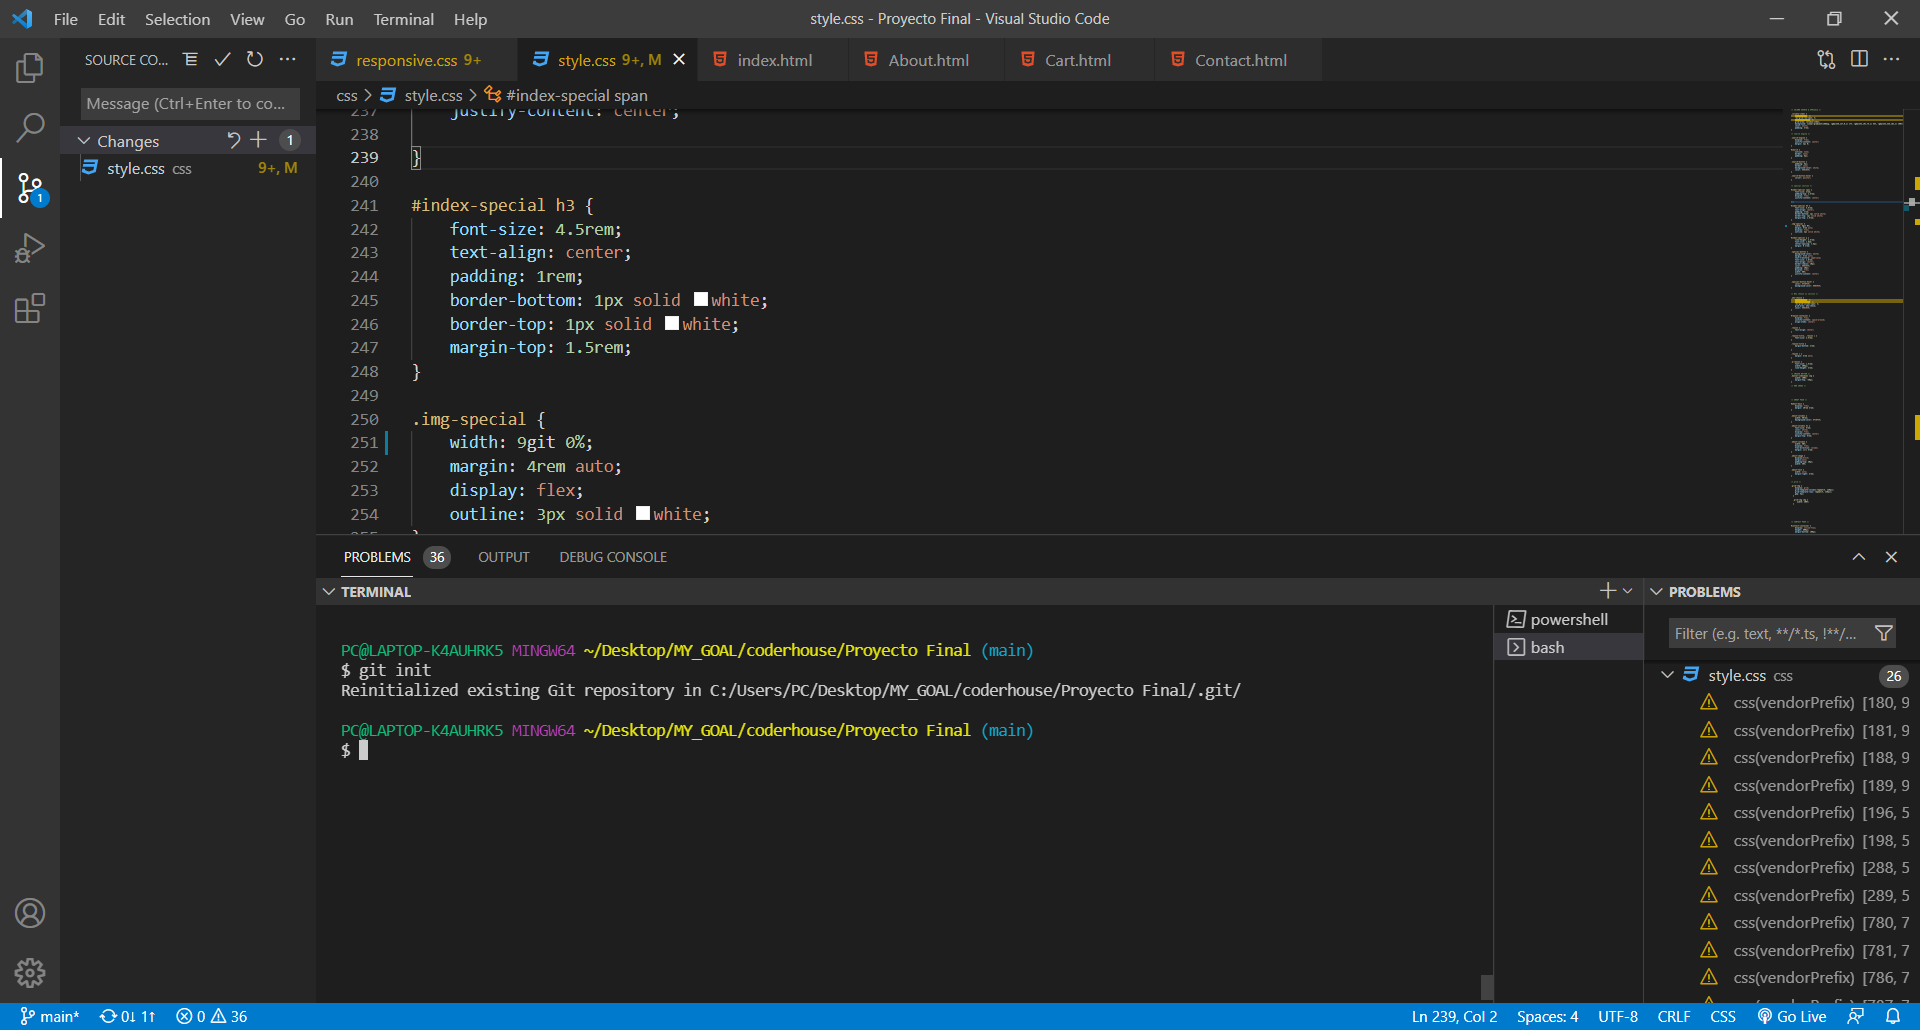 File Edit Selection View Go Run Terminal Help
style.css - Proyecto Final - Visual Studio Code
SOURCE CO...
Message (Ctrl+Enter to co...
Changes 1
style.css css 9+, M
1
responsive.css 9+ style.css 9+, M index.html About.html Cart.html Contact.html
css > style.css > #index-special span
237 justify-content: center;
238
239 }
240
241 #index-special h3 {
242 font-size: 4.5rem;
243 text-align: center;
244 padding: 1rem;
245 border-bottom: 1px solid white;
246 border-top: 1px solid white;
247 margin-top: 1.5rem;
248 }
249
250 .img-special {
251 width: 9git 0%;
252 margin: 4rem auto;
253 display: flex;
254 outline: 3px solid white;
PROBLEMS 36 OUTPUT DEBUG CONSOLE
TERMINAL
PC@LAPTOP-K4AUHRK5 MINGW64 ~/Desktop/MY_GOAL/coderhouse/Proyecto Final (main)
$ git init
Reinitialized existing Git repository in C:/Users/PC/Desktop/MY_GOAL/coderhouse/Proyecto Final/.git/
PC@LAPTOP-K4AUHRK5 MINGW64 ~/Desktop/MY_GOAL/coderhouse/Proyecto Final (main)
$
powershell
bash
PROBLEMS
Filter (e.g. text, **/*.ts, !**/...
style.css css 26
css(vendorPrefix) [180, 9
css(vendorPrefix) [181, 9
css(vendorPrefix) [188, 9
css(vendorPrefix) [189, 9
css(vendorPrefix) [196, 5
css(vendorPrefix) [198, 5
css(vendorPrefix) [288, 5
css(vendorPrefix) [289, 5
css(vendorPrefix) [780, 7
css(vendorPrefix) [781, 7
css(vendorPrefix) [786, 7
main* 0↓ 1↑ 0 36
Ln 239, Col 2 Spaces: 4 UTF-8 CRLF CSS Go Live